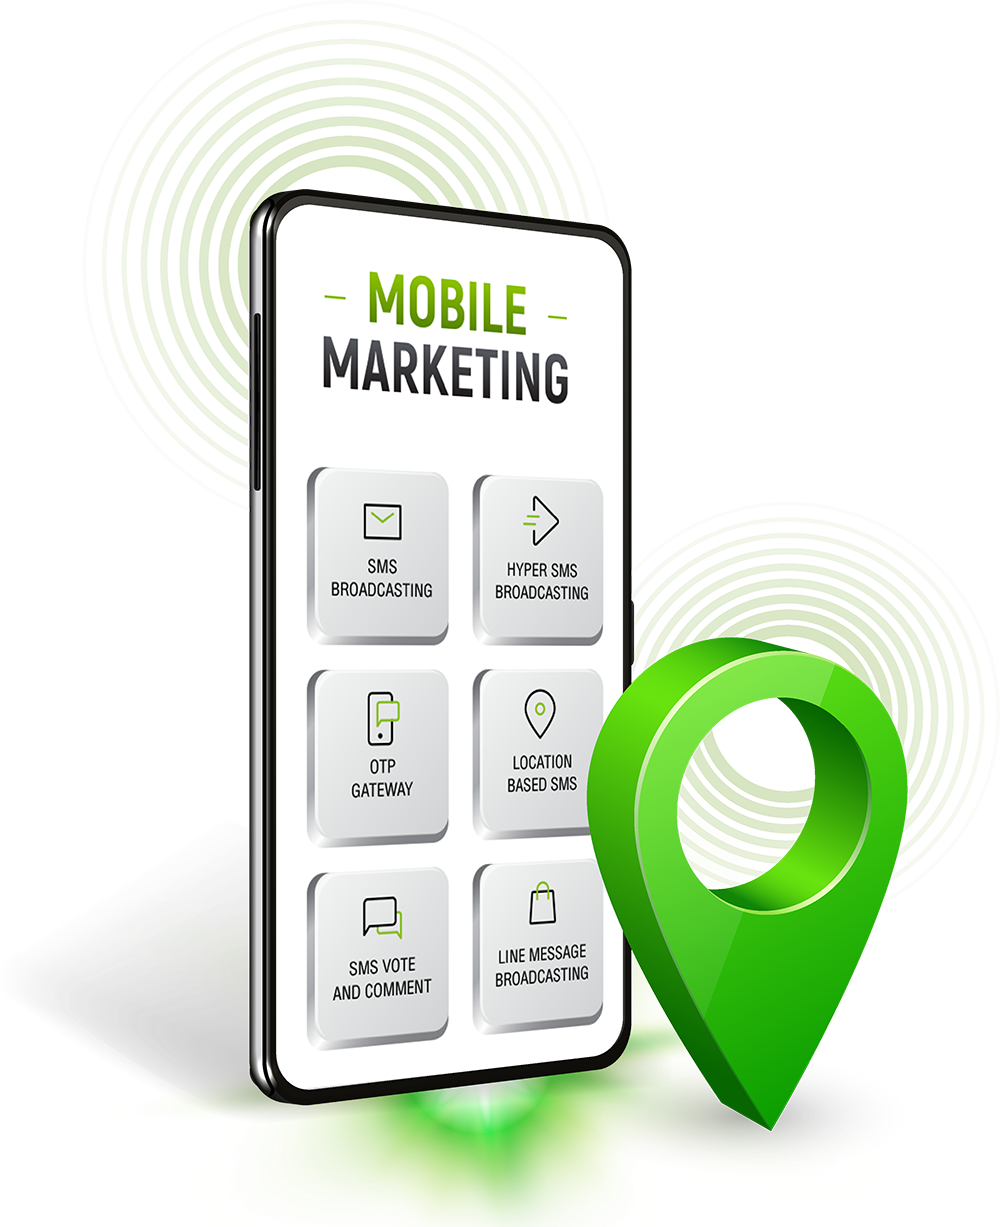 MOBILE
MARKETING
SMS
BROADCASTING
HYPER SMS
BROADCASTING
OTP
GATEWAY
LOCATION
BASED SMS
SMS VOTE
AND COMMENT
LINE MESSAGE
BROADCASTING